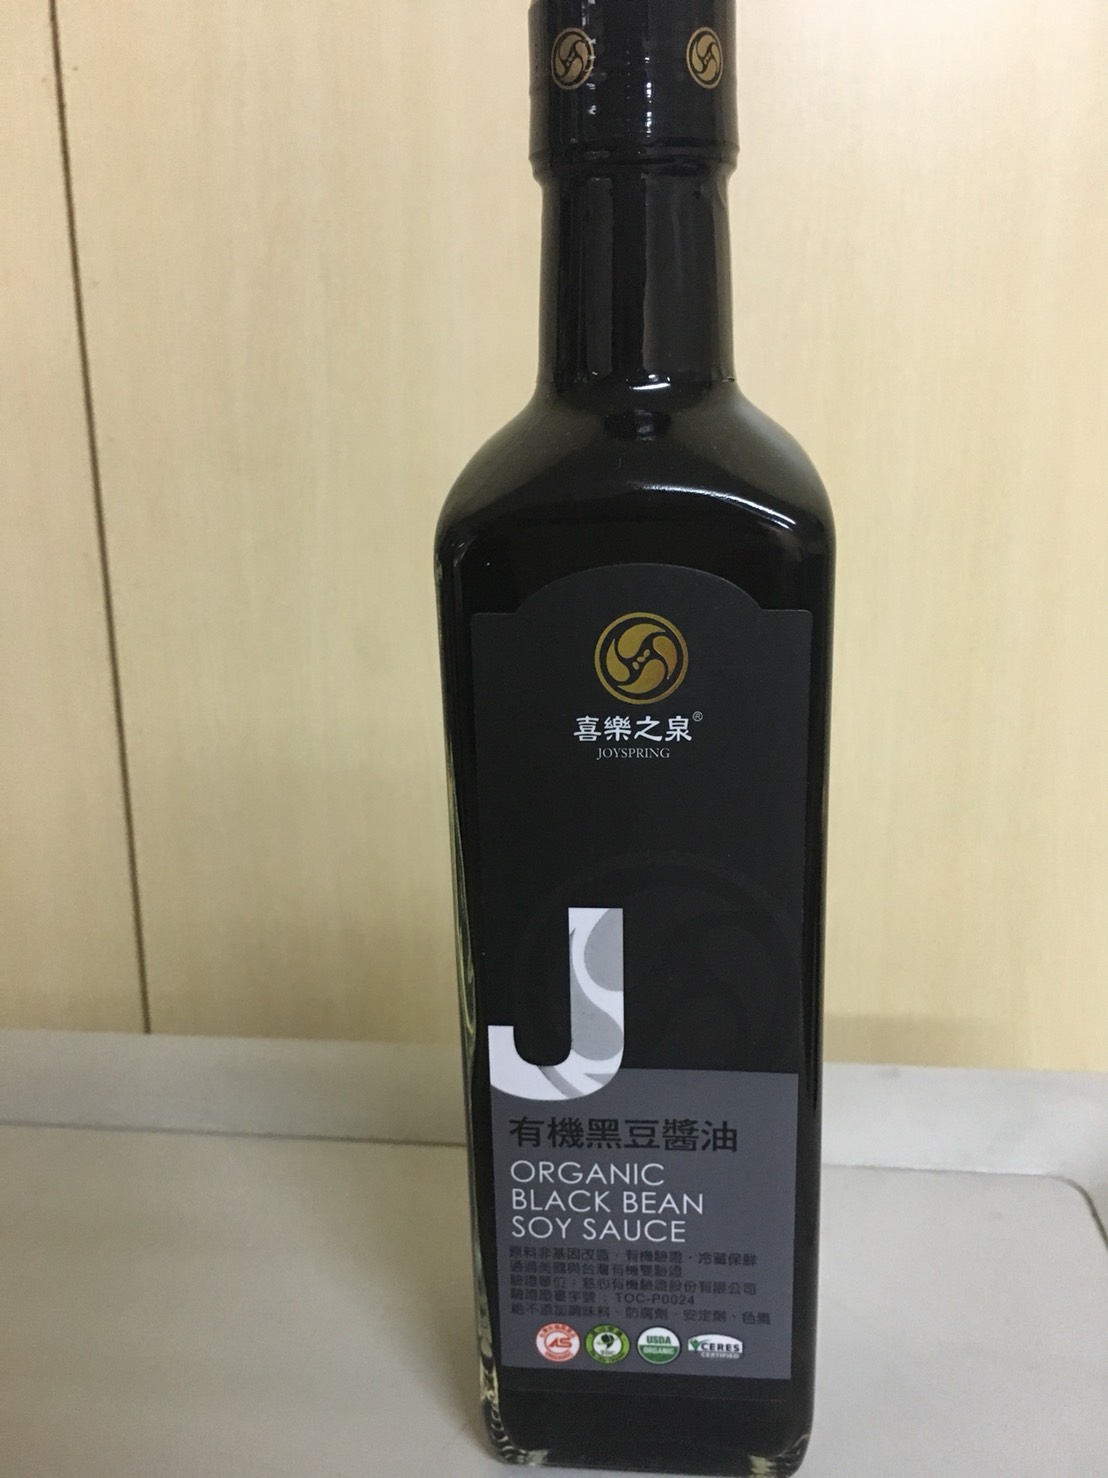 喜樂之泉®
JOYSPRING
J
有機黑豆醬油
ORGANIC
BLACK BEAN
SOY SAUCE
原料非基因改造，有機驗證，冷藏保鮮
通過美國與台灣有機雙驗證
驗證單位：慈心有機驗證股份有限公司
驗證證書字號：TOC-P0024
絕不添加調味料、防腐劑、安定劑、色素
AS
USDA
ORGANIC
CERES
CERTIFIED